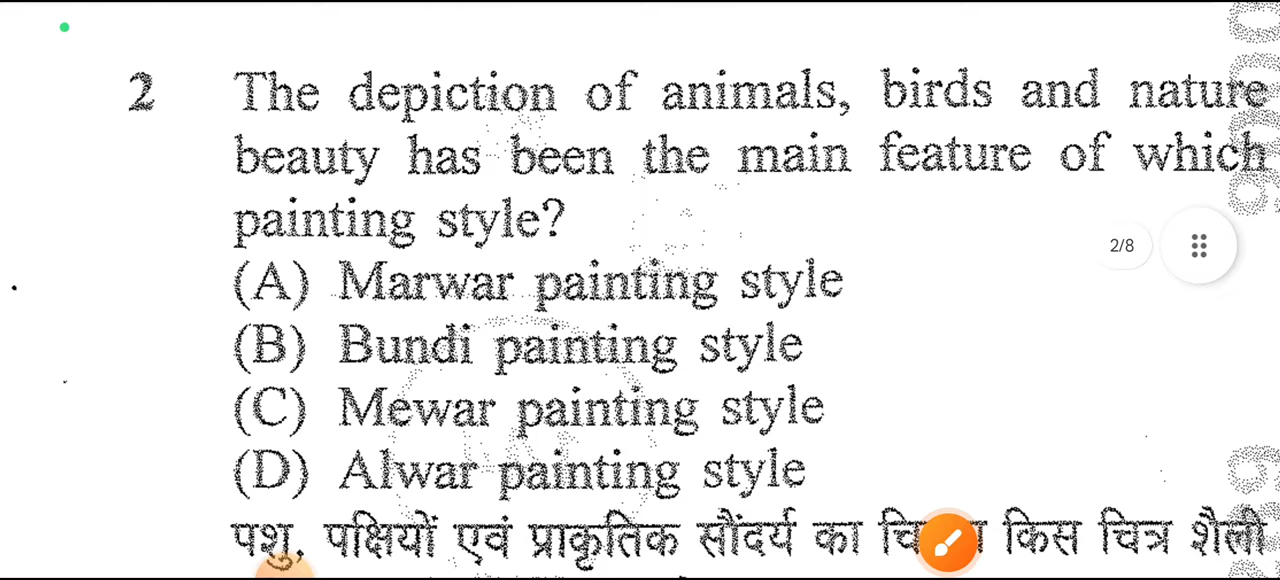 2 The depiction of animals, birds and nature
beauty has been the main feature of which
painting style?
2/8
(A) Marwar painting style
(B) Bundi painting style
(C) Mewar painting style
(D) Alwar painting style
पशु, पक्षियों एवं प्राकृतिक सौंदर्य का किस चित्र शैली